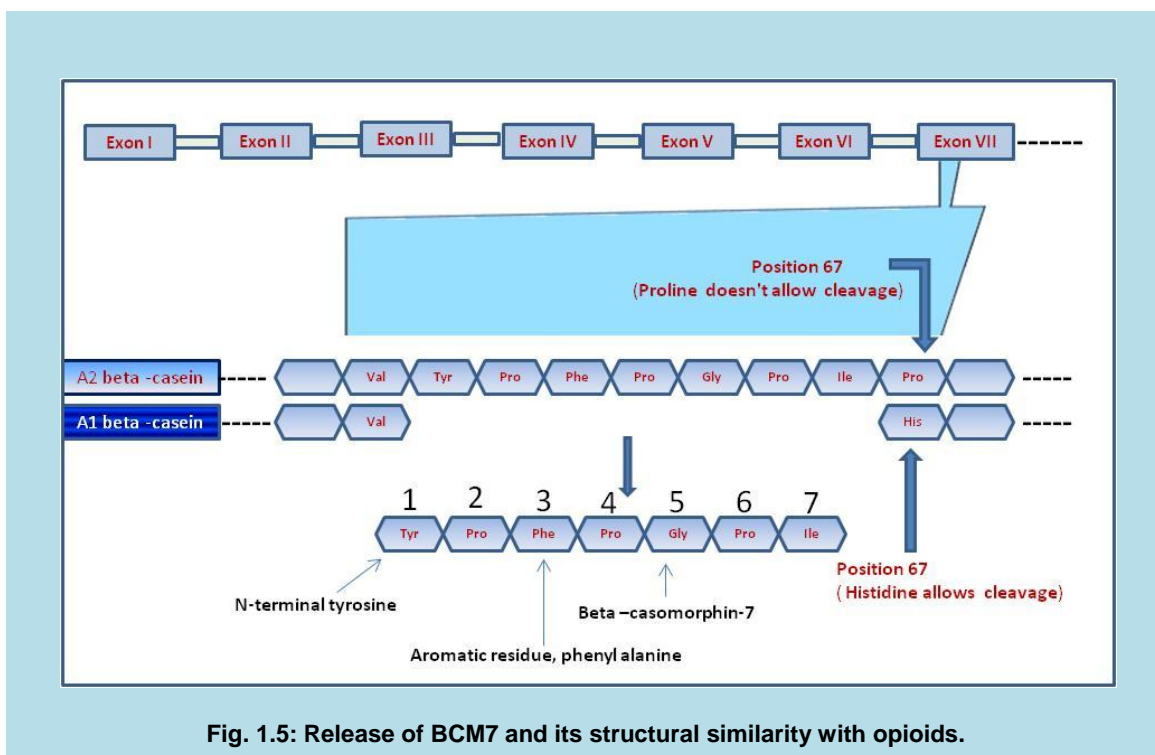 Exon I Exon II Exon III Exon IV Exon V Exon VI Exon VII ------
Position 67
(Proline doesn't allow cleavage)
A2 beta -casein ----- Val Tyr Pro Phe Pro Gly Pro Ile Pro -----
A1 beta -casein ----- Val His -----
1 2 3 4 5 6 7
Tyr Pro Phe Pro Gly Pro Ile
N-terminal tyrosine
Beta –casomorphin-7
Aromatic residue, phenyl alanine
Position 67
( Histidine allows cleavage)
Fig. 1.5: Release of BCM7 and its structural similarity with opioids.